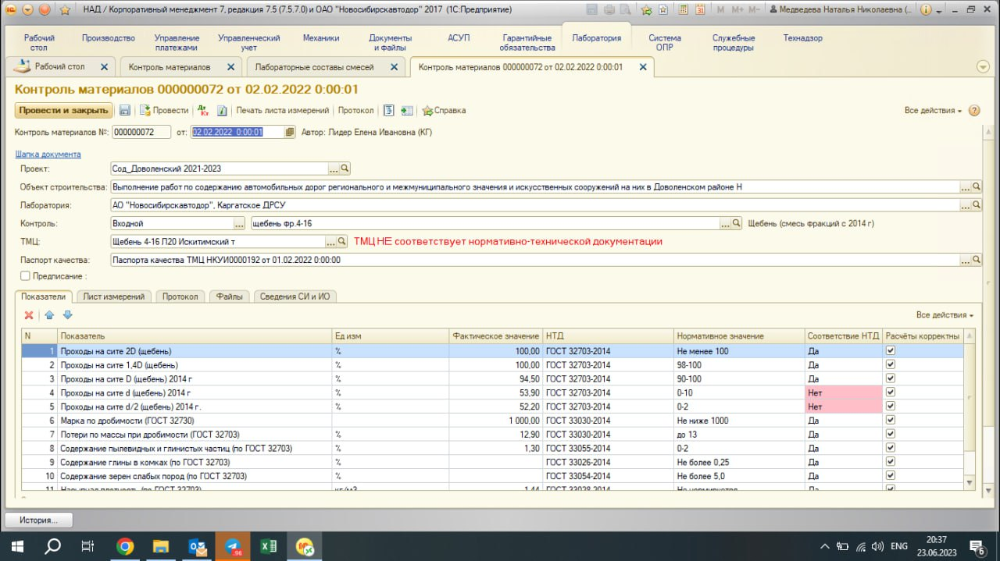 НАД / Корпоративный менеджмент 7, редакция 7.5 (7.5.7.0) и ОАО "Новосибирскавтодор" 2017 (1С:Предприятие)
M M+ M-
Медведева Наталья Николаевна (...
Рабочий стол
Производство
Управление платежами
Управленческий учет
Механики
Документы и файлы
АСУП
Гарантийные обязательства
Лаборатория
Система ОПР
Служебные процедуры
Технадзор
Рабочий стол
Контроль материалов
Лабораторные составы смесей
Контроль материалов 000000072 от 02.02.2022 0:00:01
Контроль материалов 000000072 от 02.02.2022 0:00:01
Провести и закрыть
Провести
Печать листа измерений
Протокол
Справка
Все действия
Контроль материалов №: 000000072 от: 02.02.2022 0:00:01 Автор: Лидер Елена Ивановна (КГ)
Шапка документа
Проект: Сод_Доволенский 2021-2023
Объект строительства: Выполнение работ по содержанию автомобильных дорог регионального и межмуниципального значения и искусственных сооружений на них в Доволенском районе Н
Лаборатория: АО "Новосибирскавтодор", Каргатское ДРСУ
Контроль: Входной щебень фр.4-16 Щебень (смесь фракций с 2014 г)
ТМЦ: Щебень 4-16 Л20 Искитимский т ТМЦ НЕ соответствует нормативно-технической документации
Паспорт качества: Паспорта качества ТМЦ НКУИ0000192 от 01.02.2022 0:00:00
Предписание :
Показатели Лист измерений Протокол Файлы Сведения СИ и ИО
Все действия
N Показатель Ед изм Фактическое значение НТД Нормативное значение Соответствие НТД Расчёты корректны
1 Проходы на сите 2D (щебень) % 100,00 ГОСТ 32703-2014 Не менее 100 Да
2 Проходы на сите 1,4D (щебень) % 100,00 ГОСТ 32703-2014 98-100 Да
3 Проходы на сите D (щебень) 2014 г % 94,50 ГОСТ 32703-2014 90-100 Да
4 Проходы на сите d (щебень) 2014 г % 53,90 ГОСТ 32703-2014 0-10 Нет
5 Проходы на сите d/2 (щебень) 2014 г. % 52,20 ГОСТ 32703-2014 0-2 Нет
6 Марка по дробимости (ГОСТ 32730) 1 000,00 ГОСТ 33030-2014 Не ниже 1000 Да
7 Потери по массы при дробимости (ГОСТ 32703) % 12,90 ГОСТ 33030-2014 до 13 Да
8 Содержание пылевидных и глинистых частиц (по ГОСТ 32703) % 1,30 ГОСТ 33055-2014 0-2 Да
9 Содержание глины в комках (по ГОСТ 32703) % ГОСТ 33026-2014 Не более 0,25 Да
10 Содержание зерен слабых пород (по ГОСТ 32703) % ГОСТ 33054-2014 Не более 5,0 Да
11 Насыпная плотность (по ГОСТ 32703) кг/м3 1,44 ГОСТ 33028-2014 Не нормируется Да
История...
ENG
20:37
23.06.2023
6